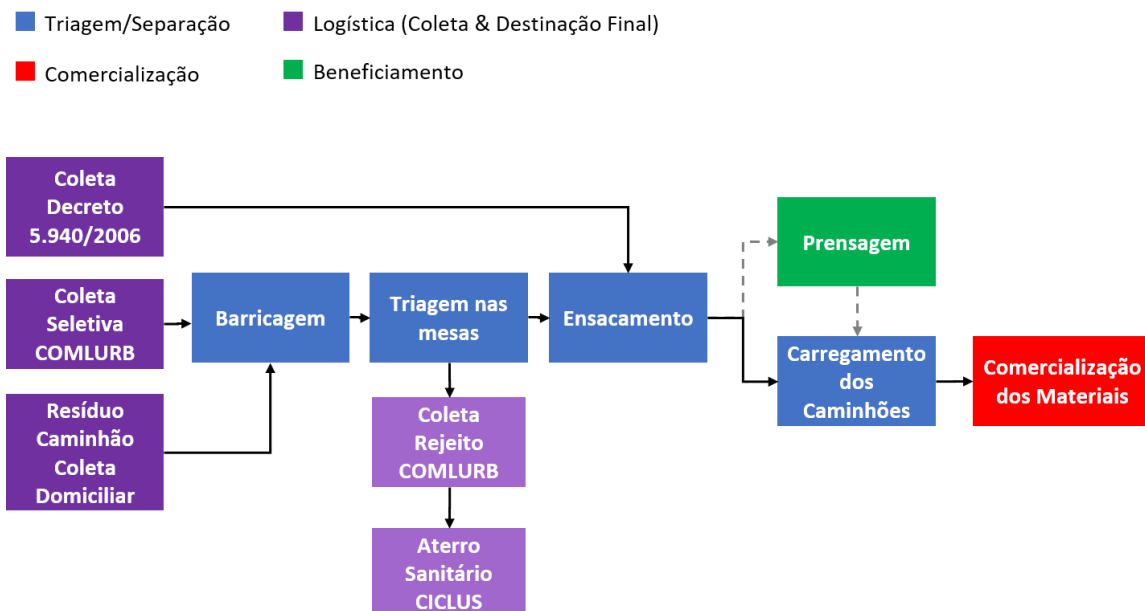 Triagem/Separação
Logística (Coleta & Destinação Final)
Comercialização
Beneficiamento
Coleta
Decreto
5.940/2006
Prensagem
Coleta
Seletiva
COMLURB
Barricagem
Triagem nas
mesas
Ensacamento
Carregamento
dos
Caminhões
Comercialização
dos Materiais
Resíduo
Caminhão
Coleta
Domiciliar
Coleta
Rejeito
COMLURB
Aterro
Sanitário
CICLUS